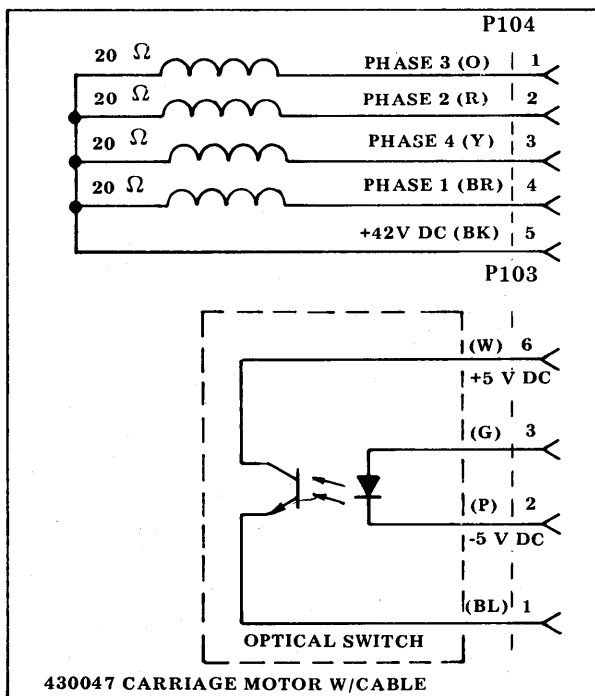 P104
20 Ω PHASE 3 (O) 1
20 Ω PHASE 2 (R) 2
20 Ω PHASE 4 (Y) 3
20 Ω PHASE 1 (BR) 4
+42V DC (BK) 5
P103
(W) 6
+5 V DC
(G) 3
(P) 2
-5 V DC
(BL) 1
OPTICAL SWITCH
430047 CARRIAGE MOTOR W/CABLE